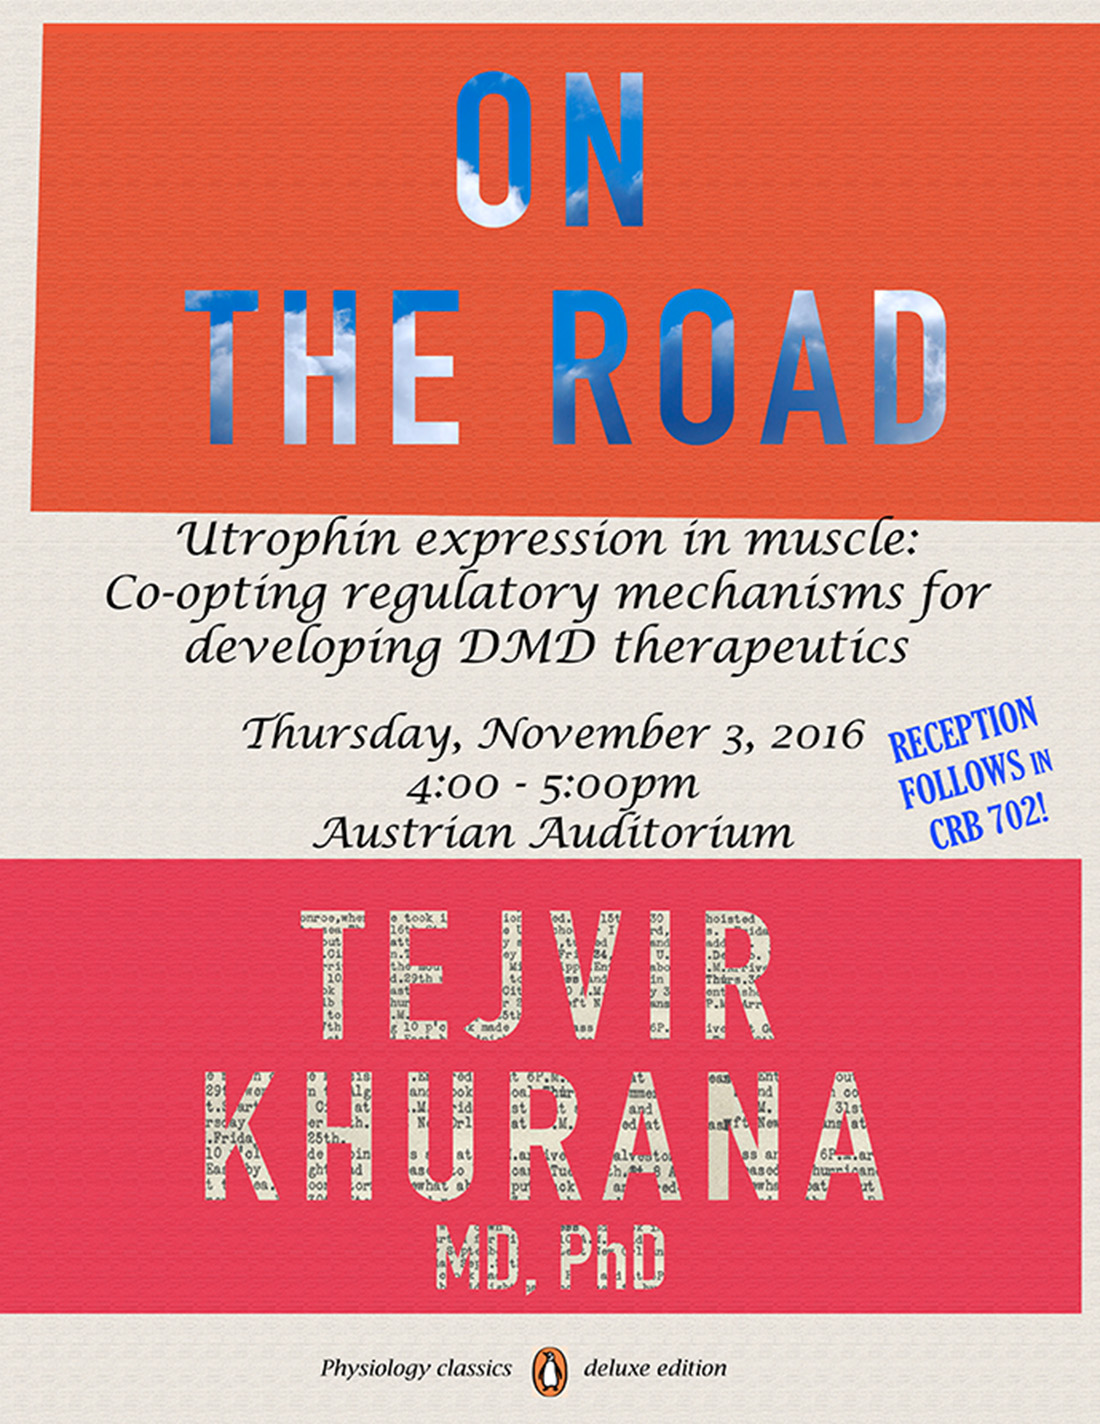 ON
THE ROAD
Utrophin expression in muscle:
Co-opting regulatory mechanisms for
developing DMD therapeutics
Thursday, November 3, 2016
4:00 - 5:00pm
Austrian Auditorium
RECEPTION
FOLLOWS IN
CRB 702!
TEJVIR
KHURANA
MD, PhD
Physiology classics deluxe edition